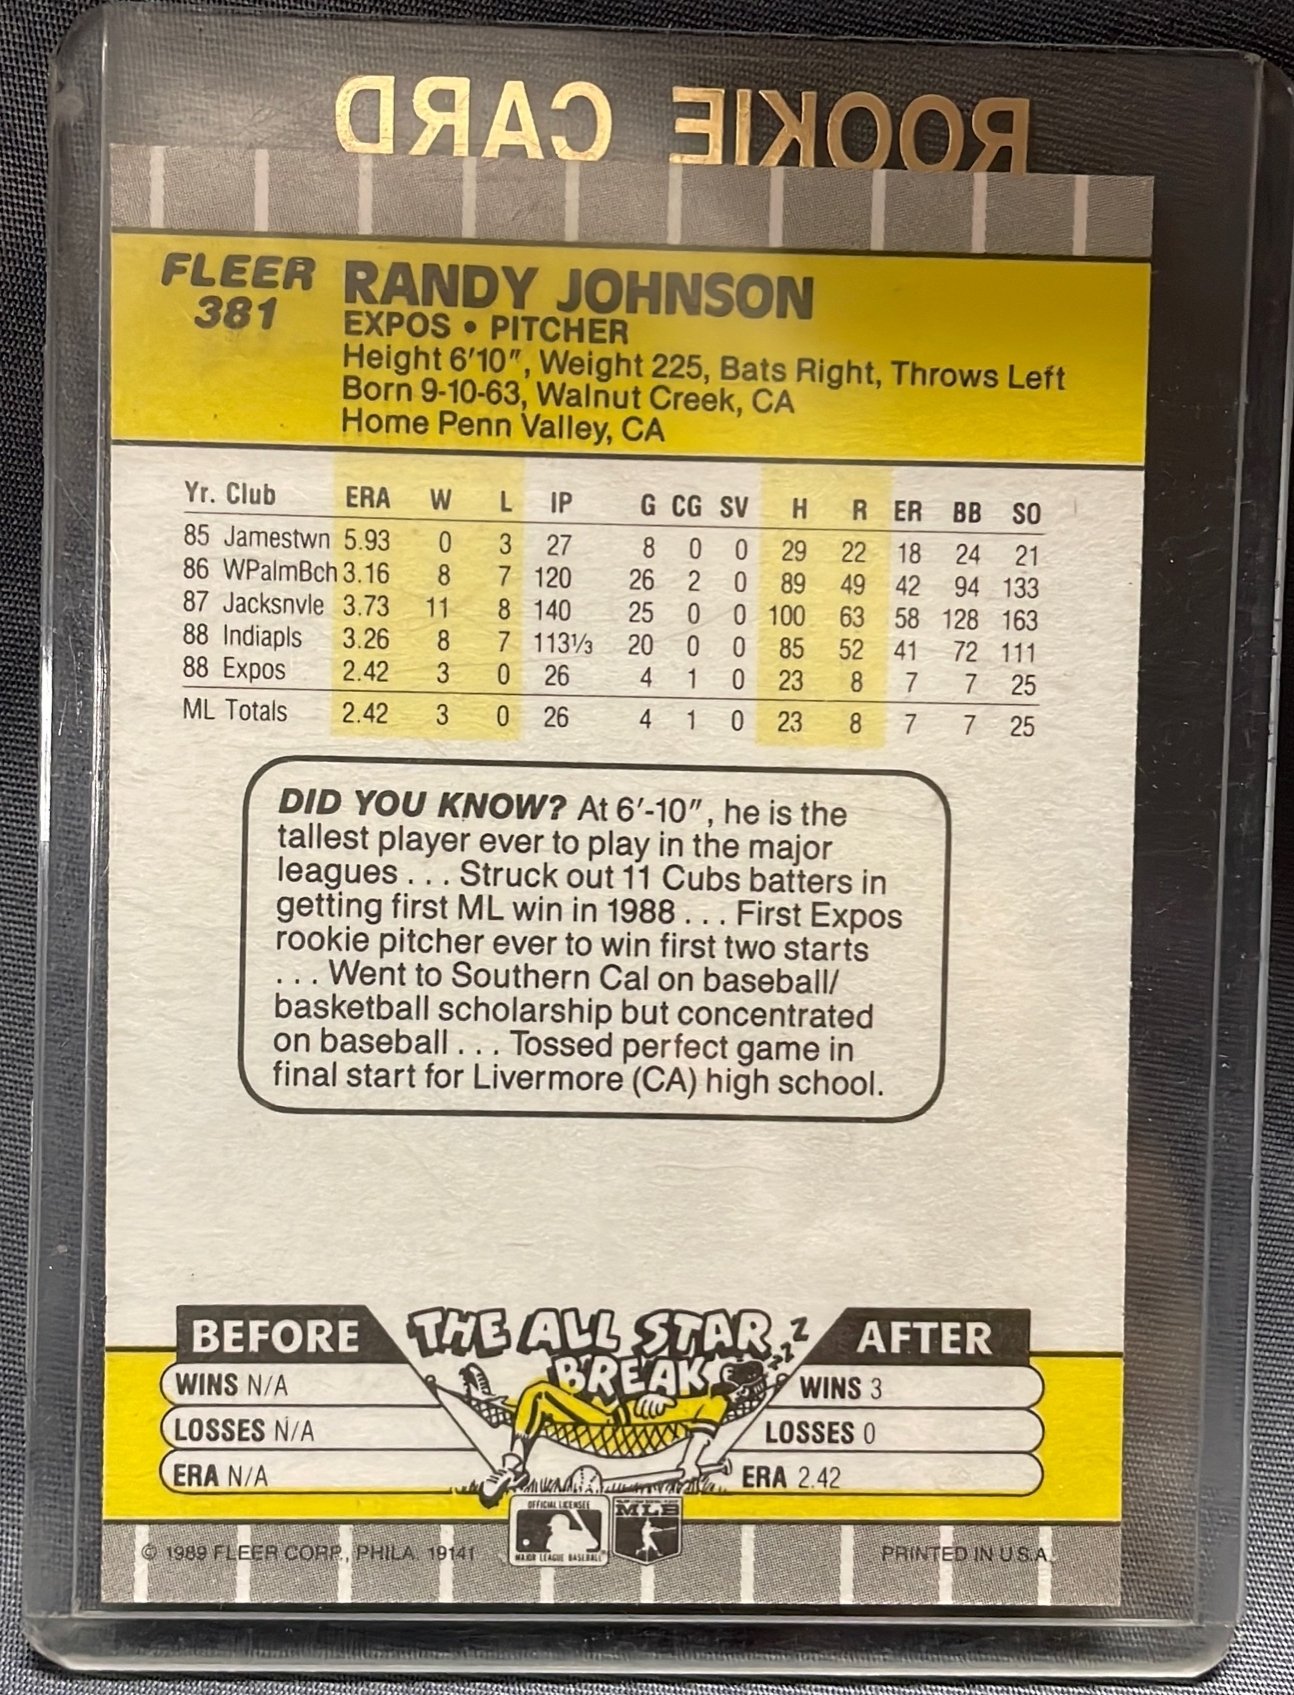 ROOKIE CARD
FLEER
381
RANDY JOHNSON
EXPOS • PITCHER
Height 6'10", Weight 225, Bats Right, Throws Left
Born 9-10-63, Walnut Creek, CA
Home Penn Valley, CA
Yr. Club ERA W L IP G CG SV H R ER BB SO
85 Jamestwn 5.93 0 3 27 8 0 0 29 22 18 24 21
86 WPalmBch 3.16 8 7 120 26 2 0 89 49 42 94 133
87 Jacksnvle 3.73 11 8 140 25 0 0 100 63 58 128 163
88 Indiapls 3.26 8 7 113⅓ 20 0 0 85 52 41 72 111
88 Expos 2.42 3 0 26 4 1 0 23 8 7 7 25
ML Totals 2.42 3 0 26 4 1 0 23 8 7 7 25
DID YOU KNOW? At 6'-10", he is the
tallest player ever to play in the major
leagues . . . Struck out 11 Cubs batters in
getting first ML win in 1988 . . . First Expos
rookie pitcher ever to win first two starts
. . . Went to Southern Cal on baseball/
basketball scholarship but concentrated
on baseball . . . Tossed perfect game in
final start for Livermore (CA) high school.
BEFORE
WINS N/A
LOSSES N/A
ERA N/A
THE ALL STAR
BREAK
Z Z Z
AFTER
WINS 3
LOSSES 0
ERA 2.42
OFFICIAL LICENSEE
MAJOR LEAGUE BASEBALL
MLB
© 1989 FLEER CORP., PHILA. 19141
PRINTED IN U.S.A.